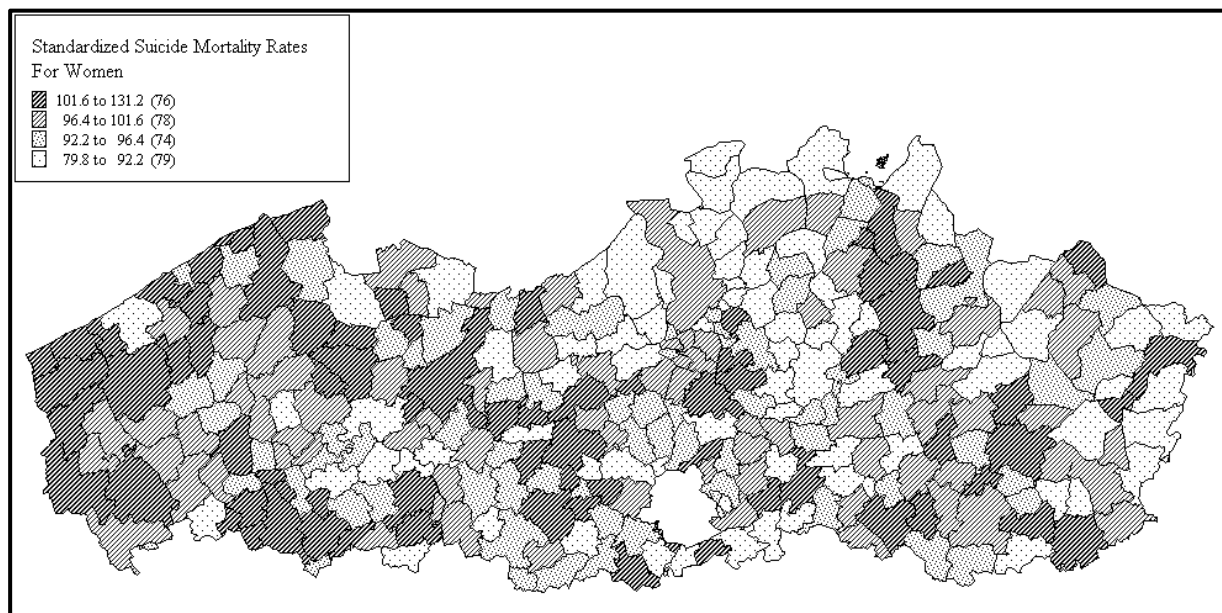 Standardized Suicide Mortality Rates
For Women
101.6 to 131.2 (76)
96.4 to 101.6 (78)
92.2 to 96.4 (74)
79.8 to 92.2 (79)